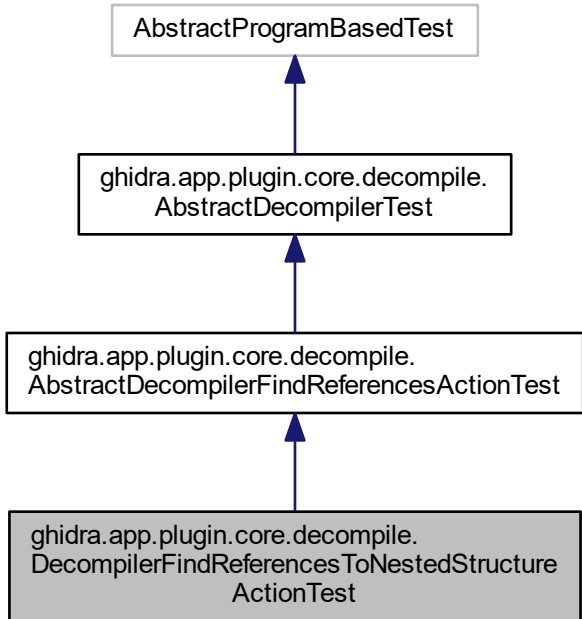 AbstractProgramBasedTest
ghidra.app.plugin.core.decompile.
AbstractDecompilerTest
ghidra.app.plugin.core.decompile.
AbstractDecompilerFindReferencesActionTest
ghidra.app.plugin.core.decompile.
DecompilerFindReferencesToNestedStructure
ActionTest